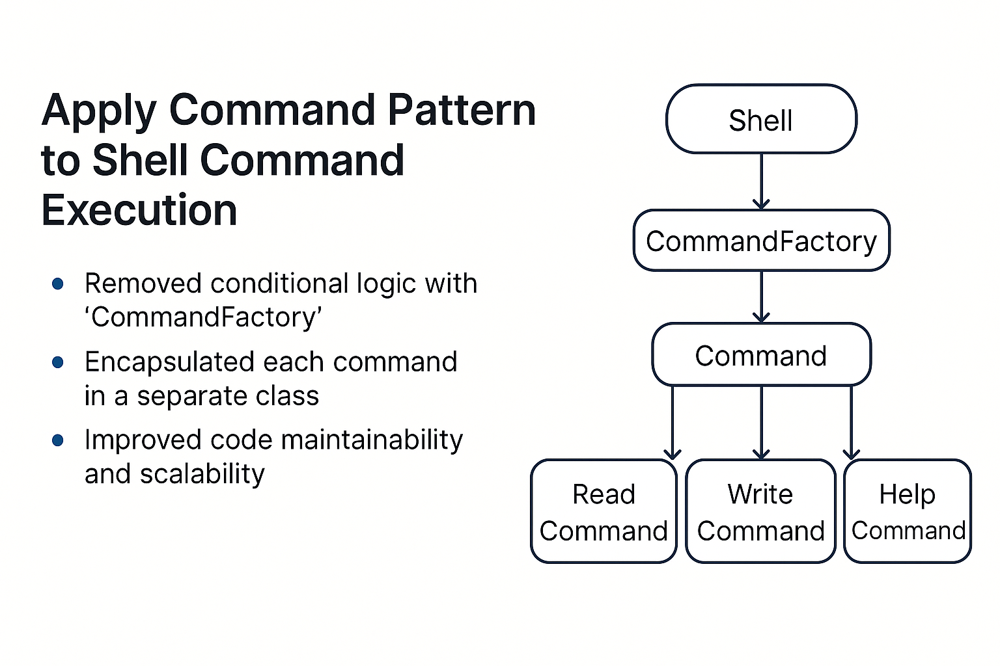 Apply Command Pattern
to Shell Command
Execution
• Removed conditional logic with
‘CommandFactory’
• Encapsulated each command
in a separate class
• Improved code maintainability
and scalability
Shell
CommandFactory
Command
Read
Command
Write
Command
Help
Command